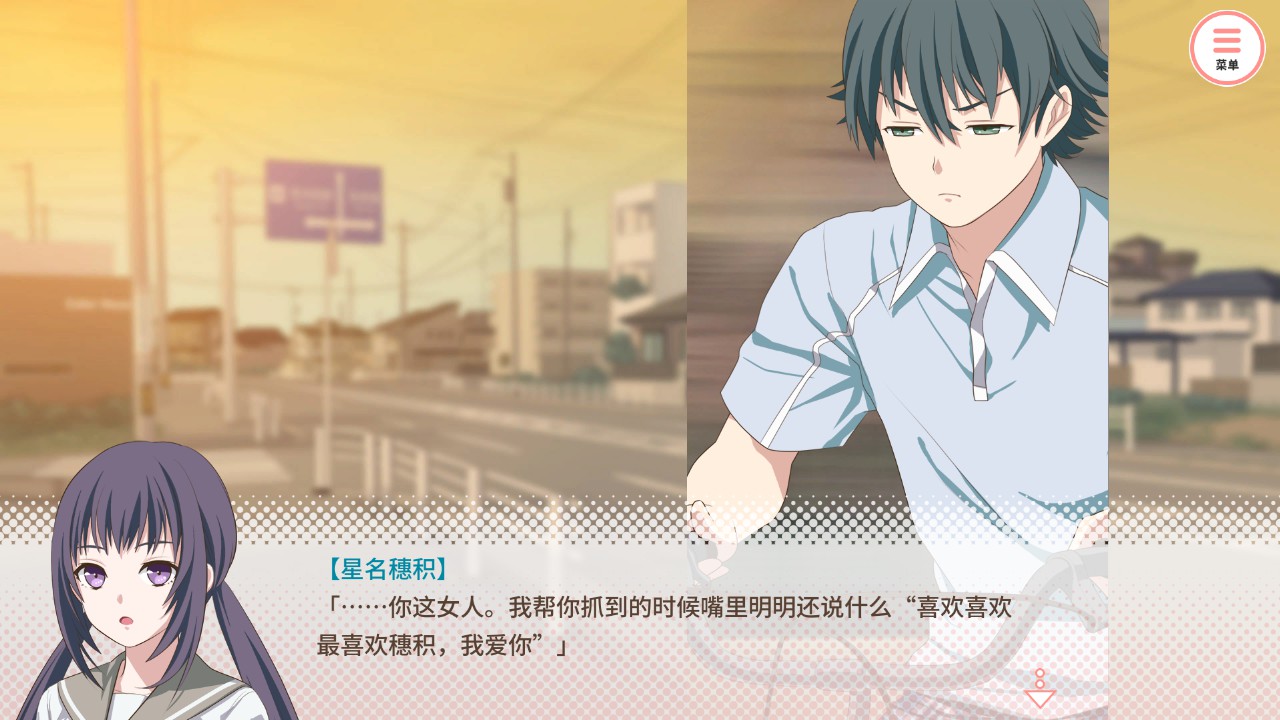 菜单
【星名穗积】
「……你这女人。我帮你抓到的时候嘴里明明还说什么“喜欢喜欢
最喜欢穗积，我爱你”」